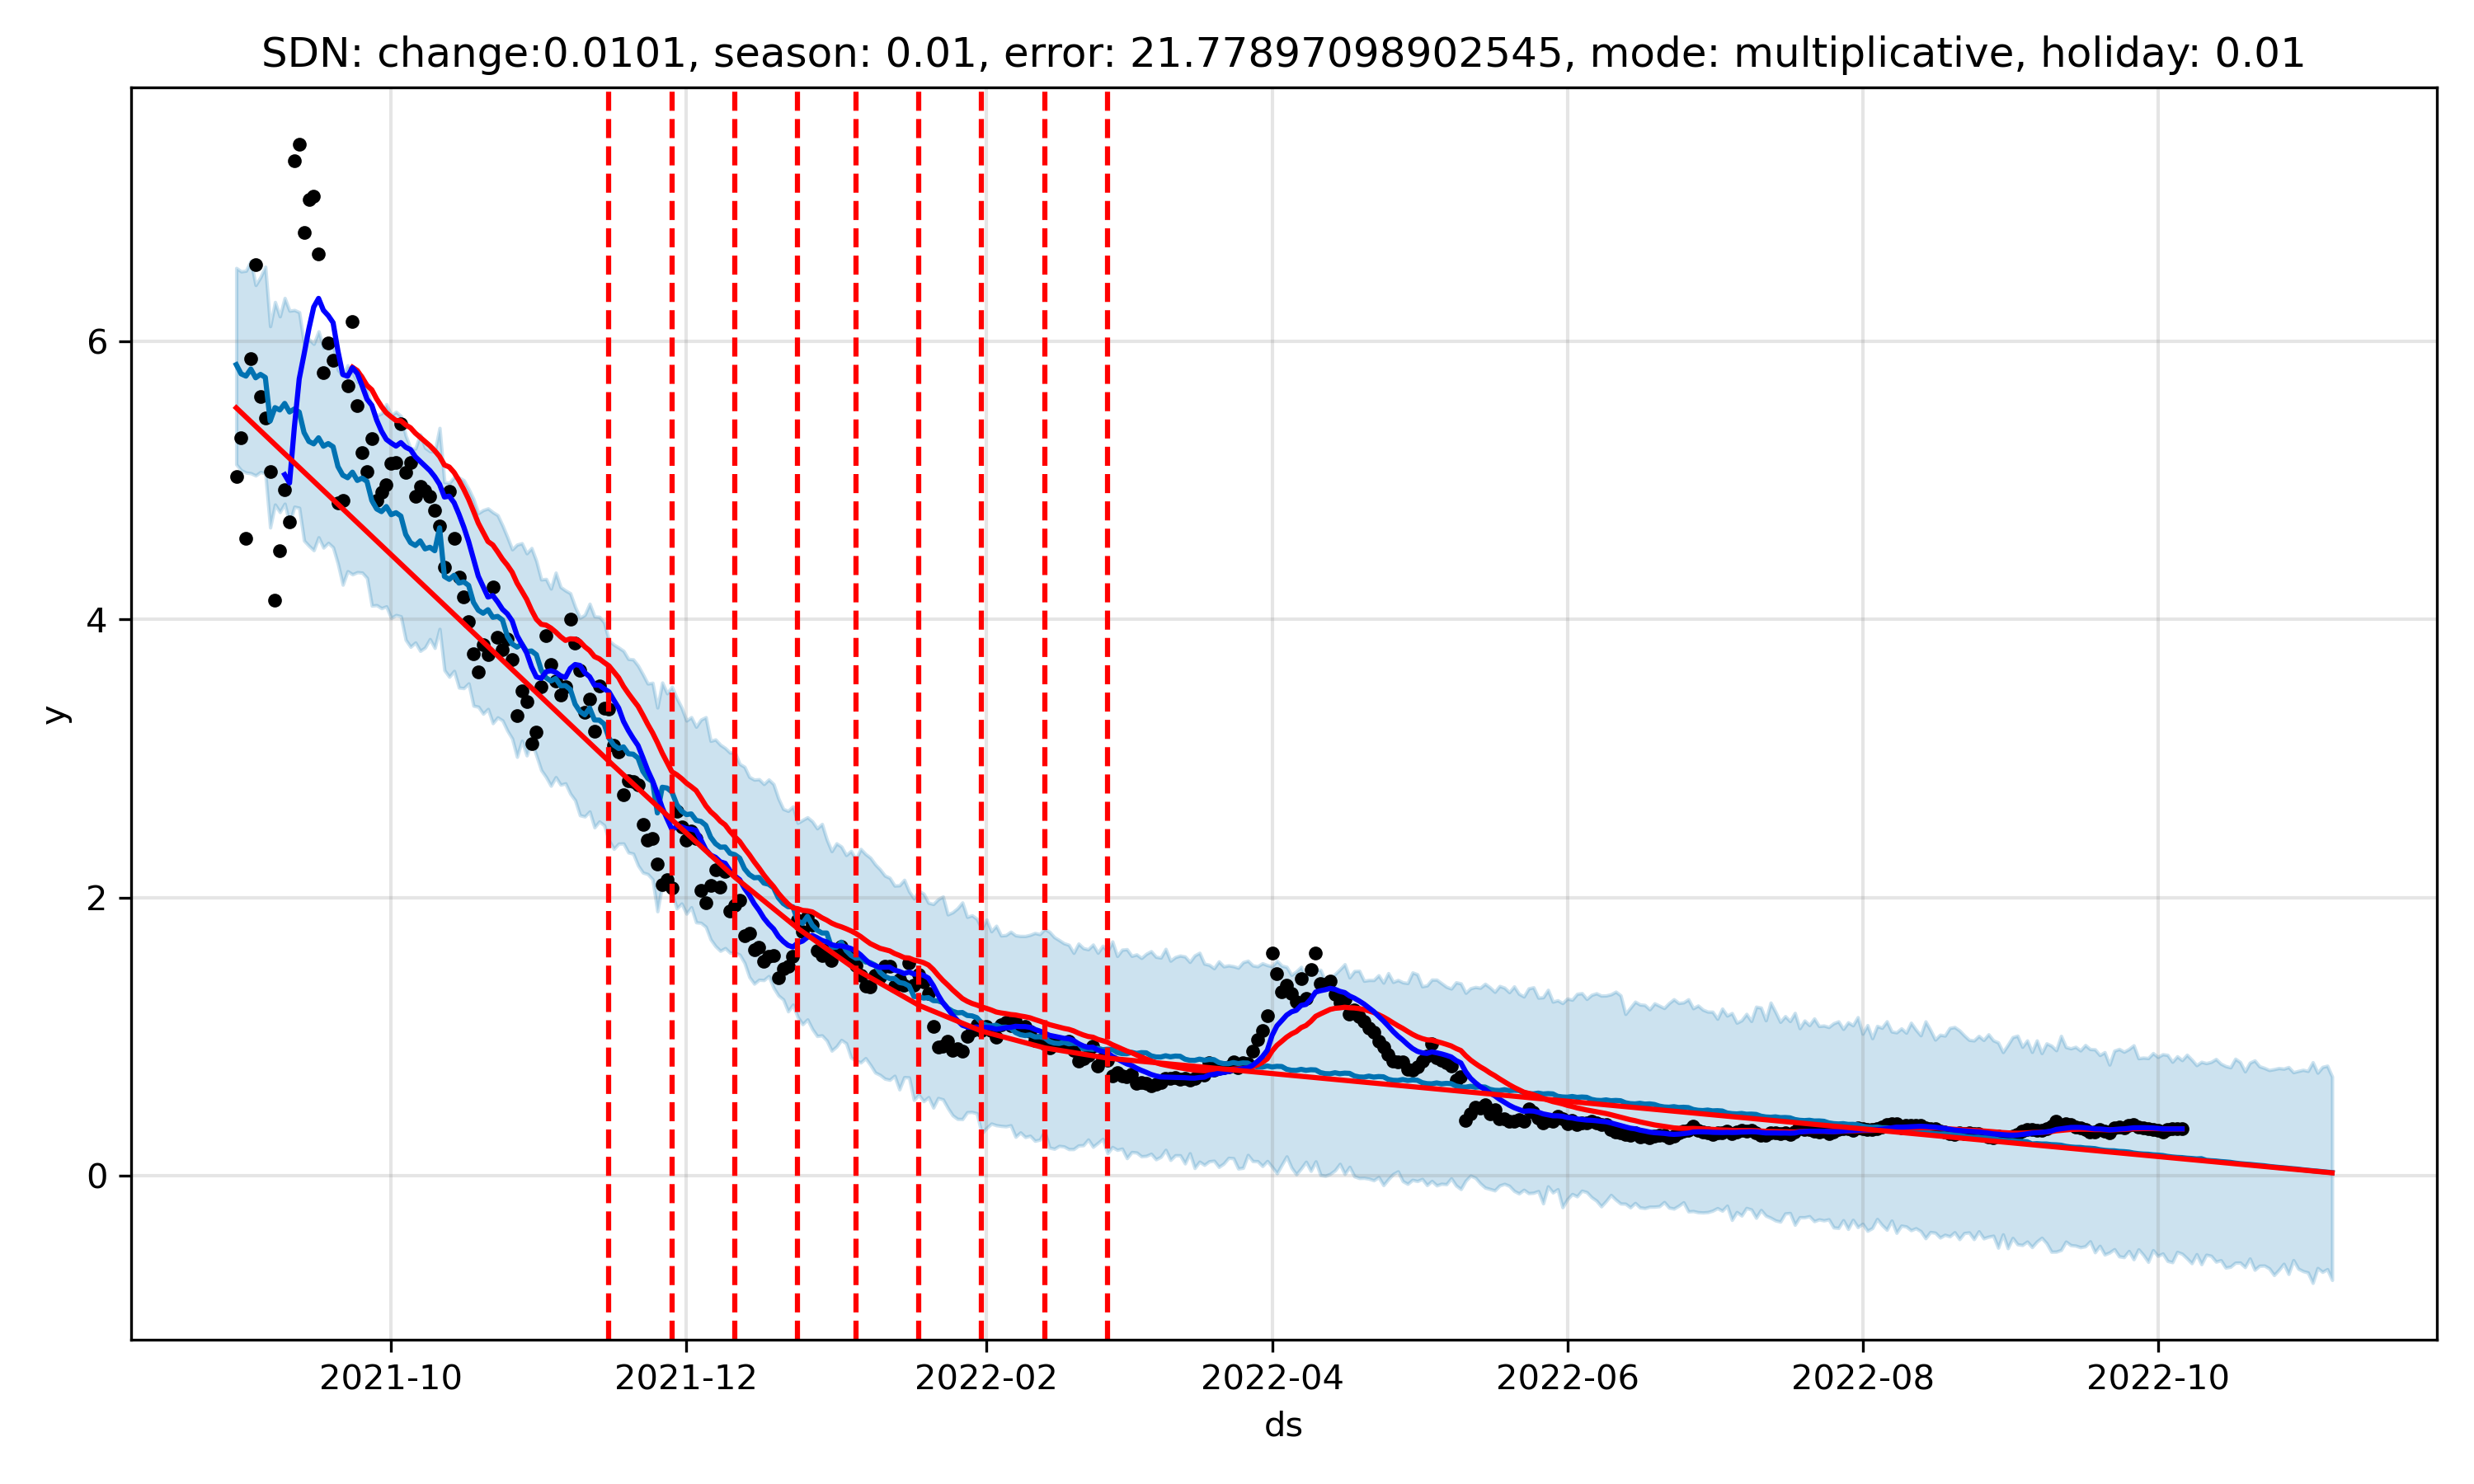 SDN: change:0.0101, season: 0.01, error: 21.77897098902545, mode: multiplicative, holiday: 0.01
y
6
4
2
0
2021-10 2021-12 2022-02 2022-04 2022-06 2022-08 2022-10
ds